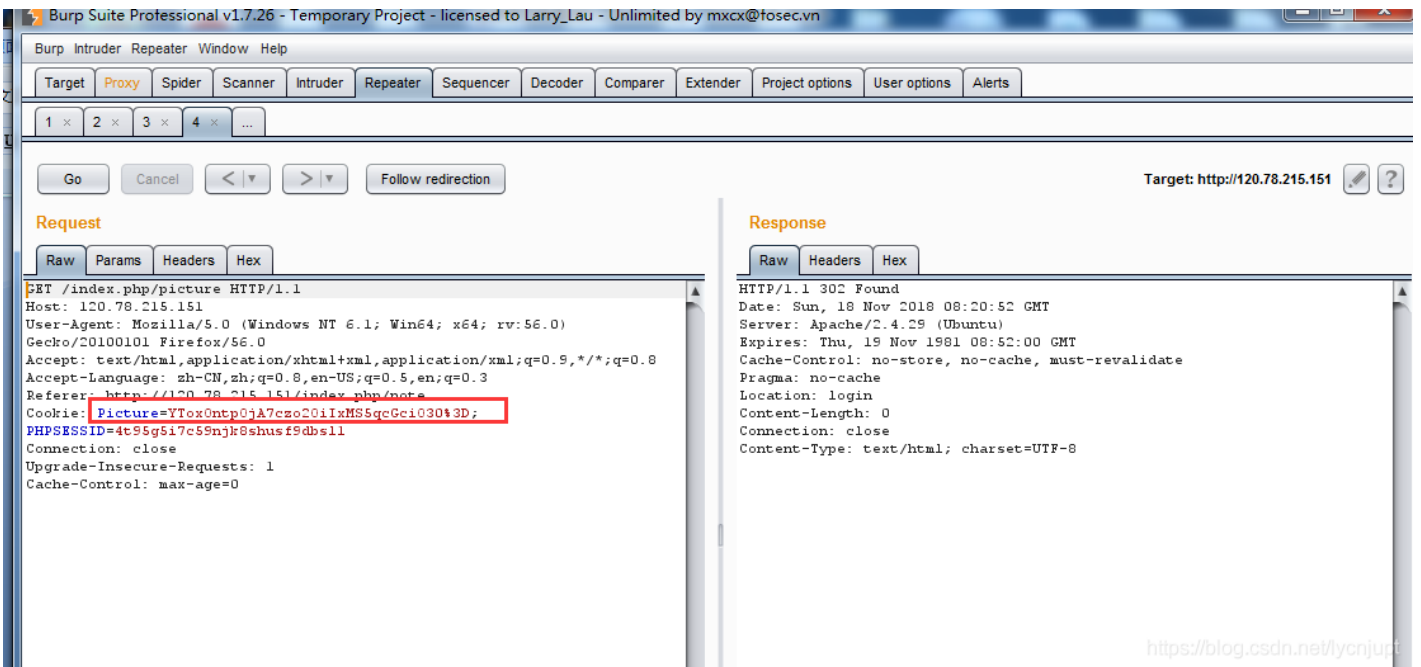 Burp Suite Professional v1.7.26 - Temporary Project - licensed to Larry_Lau - Unlimited by mxcx@fosec.vn
Burp Intruder Repeater Window Help
Target Proxy Spider Scanner Intruder Repeater Sequencer Decoder Comparer Extender Project options User options Alerts
1 × 2 × 3 × 4 × ...
Go Cancel < | ▼ > | ▼ Follow redirection Target: http://120.78.215.151 ?
Request
Raw Params Headers Hex
GET /index.php/picture HTTP/1.1
Host: 120.78.215.151
User-Agent: Mozilla/5.0 (Windows NT 6.1; Win64; x64; rv:56.0)
Gecko/20100101 Firefox/56.0
Accept: text/html,application/xhtml+xml,application/xml;q=0.9,*/*;q=0.8
Accept-Language: zh-CN,zh;q=0.8,en-US;q=0.5,en;q=0.3
Referer: http://120.78.215.151/index.php/note
Cookie: Picture=YToxOntpOjA7czo2OiIxMS5qcGciO30%3D;
PHPSESSID=4t95g5i7c59njk8shusf9dbsl1
Connection: close
Upgrade-Insecure-Requests: 1
Cache-Control: max-age=0
Response
Raw Headers Hex
HTTP/1.1 302 Found
Date: Sun, 18 Nov 2018 08:20:52 GMT
Server: Apache/2.4.29 (Ubuntu)
Expires: Thu, 19 Nov 1981 08:52:00 GMT
Cache-Control: no-store, no-cache, must-revalidate
Pragma: no-cache
Location: login
Content-Length: 0
Connection: close
Content-Type: text/html; charset=UTF-8
https://blog.csdn.net/lycnjupt